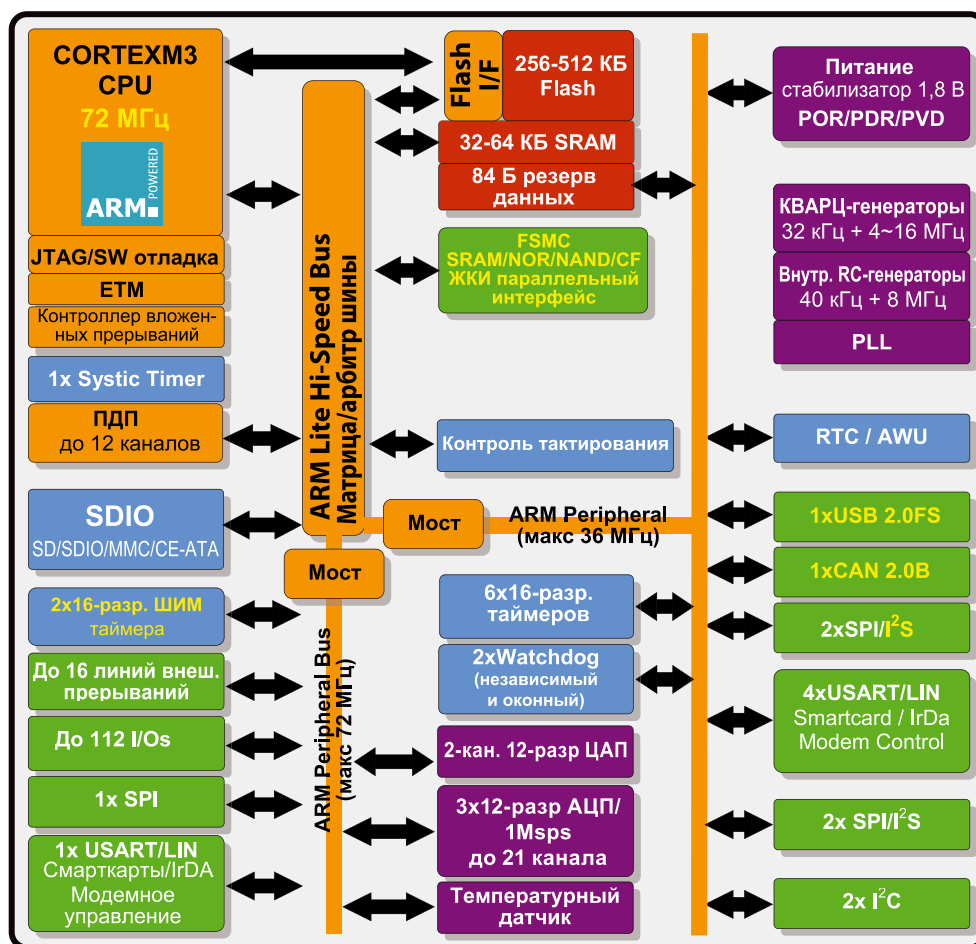 CORTEXM3
CPU
72 МГц
ARM POWERED
JTAG/SW отладка
ETM
Контроллер вложен-
ных прерываний
1x Systic Timer
ПДП
до 12 каналов
SDIO
SD/SDIO/MMC/CE-ATA
2x16-разр. ШИМ
таймера
До 16 линий внеш.
прерываний
До 112 I/Os
1x SPI
1x USART/LIN
Смарткарты/IrDA
Модемное
управление
ARM Lite Hi-Speed Bus
Матрица/арбитр шины
Мост
Мост
ARM Peripheral
(макс 36 МГц)
ARM Peripheral Bus
(макс 72 МГц)
Flash
I/F
256-512 КБ
Flash
32-64 КБ SRAM
84 Б резерв
данных
FSMC
SRAM/NOR/NAND/CF
ЖКИ параллельный
интерфейс
Контроль тактирования
6x16-разр.
таймеров
2xWatchdog
(независимый
и оконный)
2-кан. 12-разр ЦАП
3x12-разр АЦП/
1Msps
до 21 канала
Температурный
датчик
Питание
стабилизатор 1,8 В
POR/PDR/PVD
КВАРЦ-генераторы
32 кГц + 4~16 МГц
Внутр. RC-генераторы
40 кГц + 8 МГц
PLL
RTC / AWU
1xUSB 2.0FS
1xCAN 2.0B
2xSPI/I²S
4xUSART/LIN
Smartcard / IrDa
Modem Control
2x SPI/I²S
2x I²C